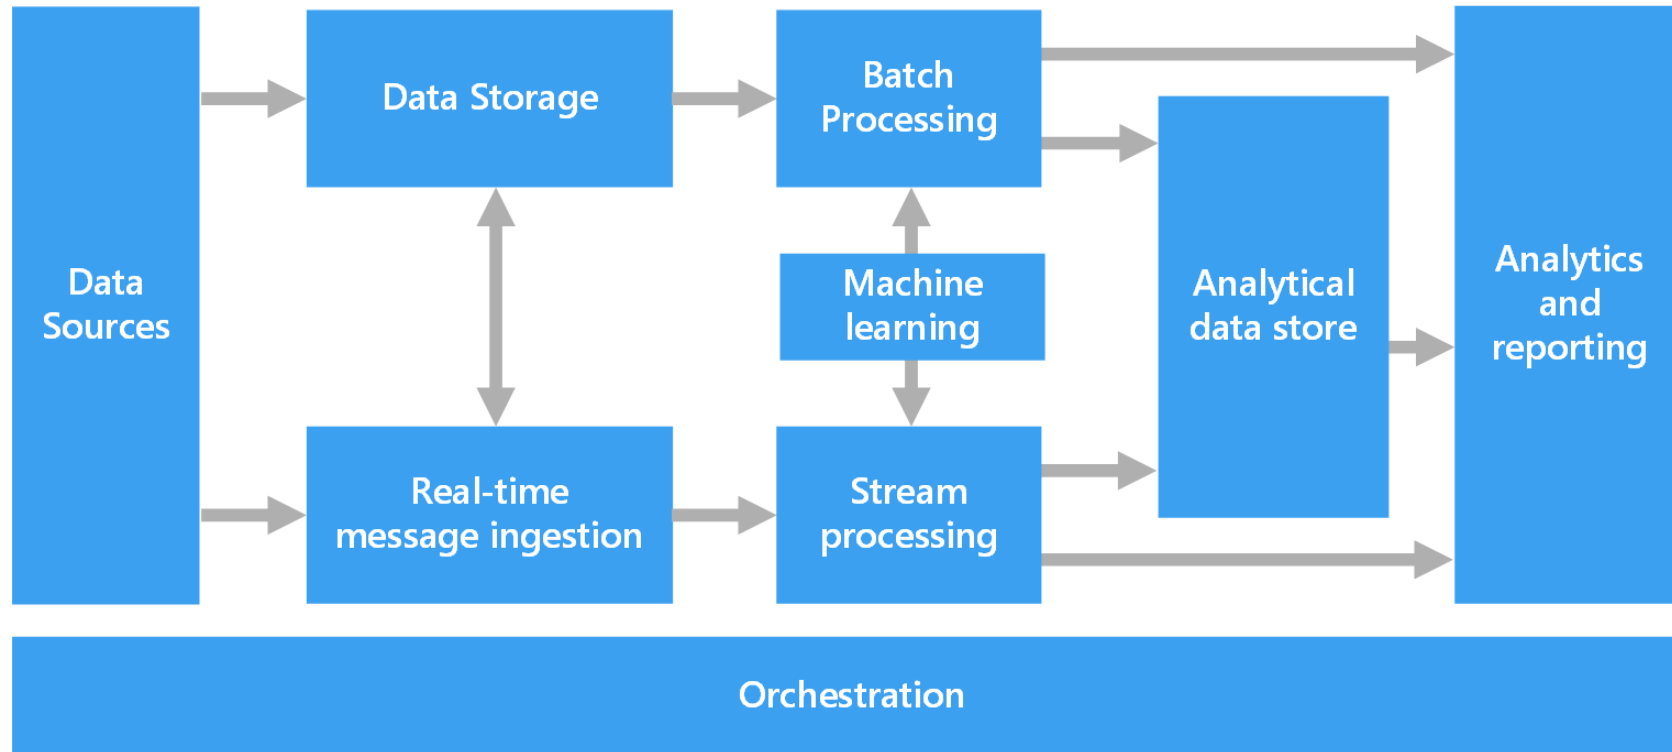 Data
Sources
Data Storage
Real-time
message ingestion
Batch
Processing
Machine
learning
Stream
processing
Analytical
data store
Analytics
and
reporting
Orchestration